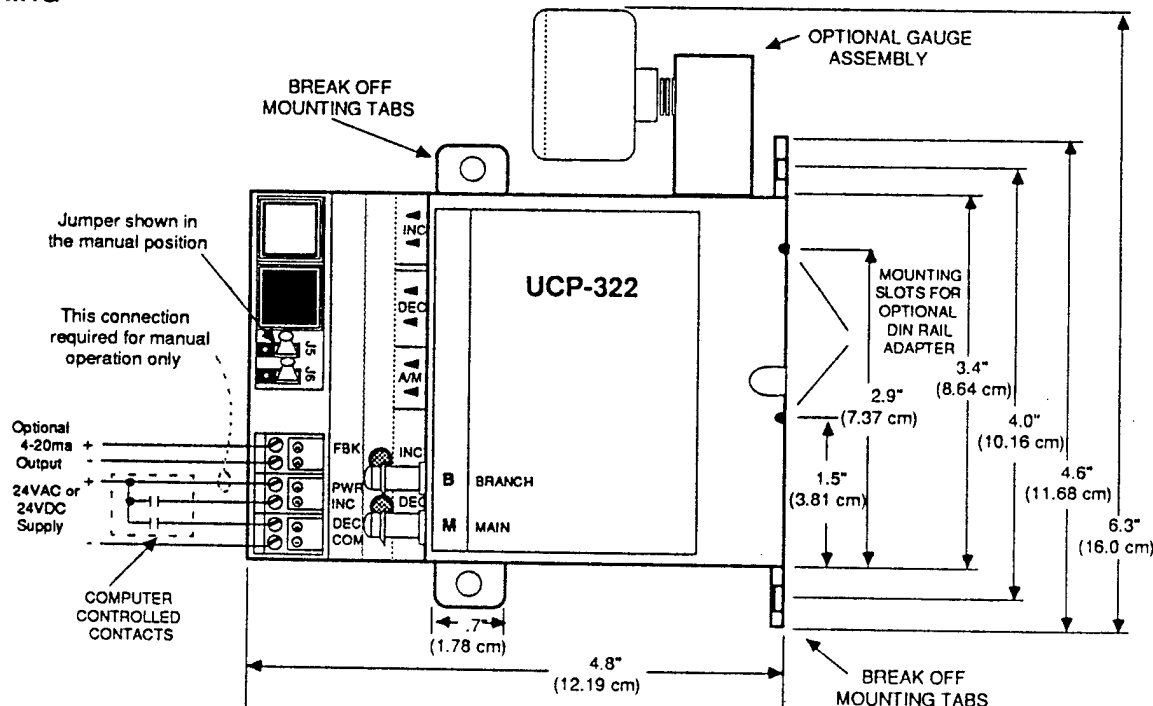 OPTIONAL GAUGE
ASSEMBLY
BREAK OFF
MOUNTING TABS
Jumper shown in
the manual position
This connection
required for manual
operation only
J5
J6
INC
DEC
A/M
UCP-322
MOUNTING
SLOTS FOR
OPTIONAL
DIN RAIL
ADAPTER
Optional
4-20ma +
Output -
+
24VAC or
24VDC
Supply
-
FBK
PWR
INC
DEC
COM
INC
DEC
B BRANCH
M MAIN
COMPUTER
CONTROLLED
CONTACTS
1.5"
(3.81 cm)
2.9"
(7.37 cm)
3.4"
(8.64 cm)
4.0"
(10.16 cm)
4.6"
(11.68 cm)
6.3"
(16.0 cm)
.7"
(1.78 cm)
4.8"
(12.19 cm)
BREAK OFF
MOUNTING TABS